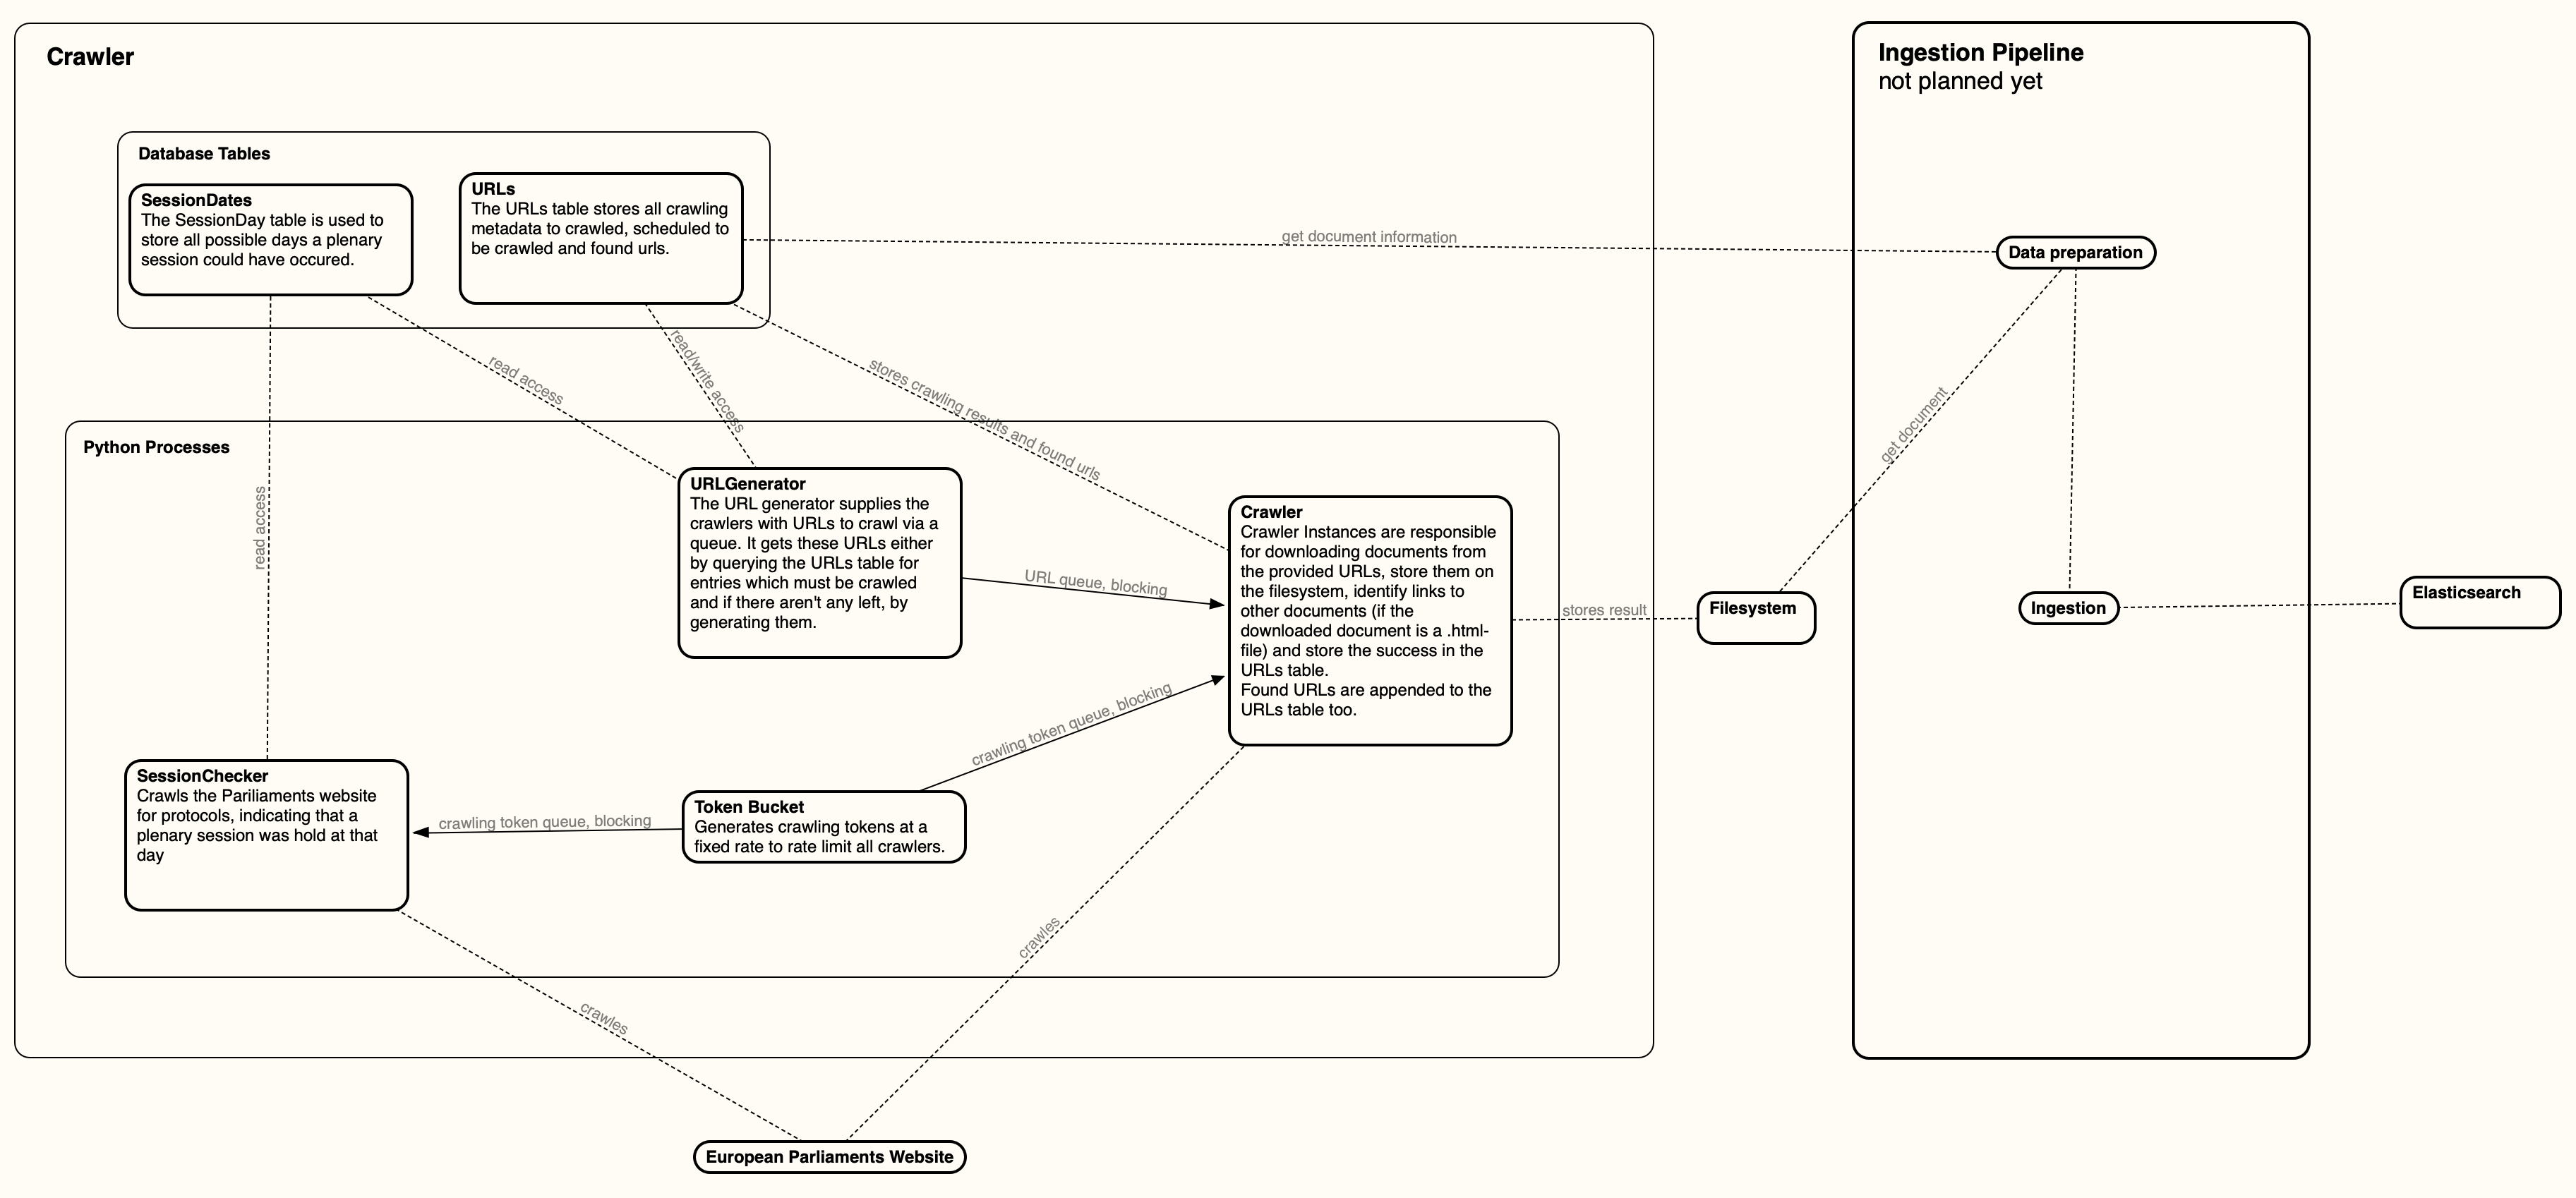 Crawler
Ingestion Pipeline
not planned yet
Database Tables
SessionDates
The SessionDay table is used to
store all possible days a plenary
session could have occured.
URLs
The URLs table stores all crawling
metadata to crawled, scheduled to
be crawled and found urls.
get document information
Data preparation
read access
read/write access
stores crawling results and found urls
get document
Python Processes
read access
URLGenerator
The URL generator supplies the
crawlers with URLs to crawl via a
queue. It gets these URLs either
by querying the URLs table for
entries which must be crawled
and if there aren't any left, by
generating them.
URL queue, blocking
Crawler
Crawler Instances are responsible
for downloading documents from
the provided URLs, store them on
the filesystem, identify links to
other documents (if the
downloaded document is a .html-
file) and store the success in the
URLs table.
Found URLs are appended to the
URLs table too.
stores result
Filesystem
Ingestion
Elasticsearch
crawling token queue, blocking
SessionChecker
Crawls the Pariliaments website
for protocols, indicating that a
plenary session was hold at that
day
crawling token queue, blocking
Token Bucket
Generates crawling tokens at a
fixed rate to rate limit all crawlers.
crawles
crawles
European Parliaments Website